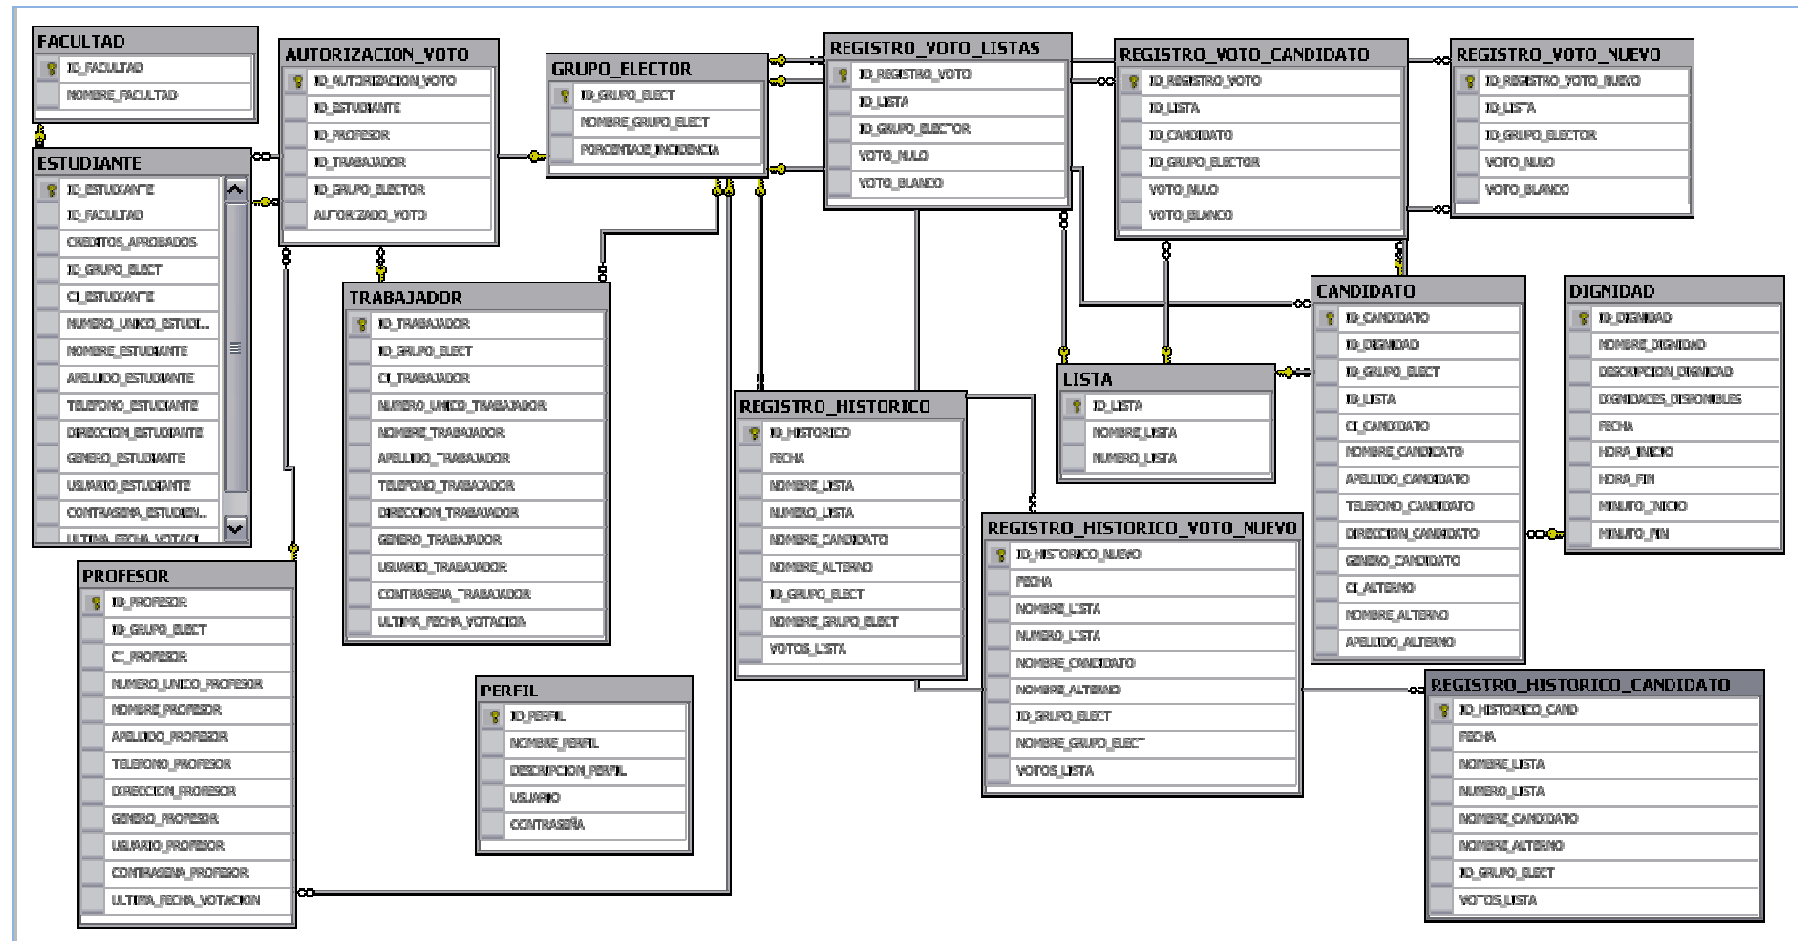 FACULTAD
ID_FACULTAD
NOMBRE_FACULTAD
ESTUDIANTE
ID_ESTUDIANTE
ID_FACULTAD
CREDITOS_APROBADOS
ID_GRUPO_ELECT
CI_ESTUDIANTE
NUMERO_UNICO_ESTUDI...
NOMBRE_ESTUDIANTE
APELLIDO_ESTUDIANTE
TELEFONO_ESTUDIANTE
DIRECCION_ESTUDIANTE
GENERO_ESTUDIANTE
USUARIO_ESTUDIANTE
CONTRASENA_ESTUDIEN...
ULTIMA_FECHA_VOTACI
PROFESOR
ID_PROFESOR
ID_GRUPO_ELECT
CI_PROFESOR
NUMERO_UNICO_PROFESOR
NOMBRE_PROFESOR
APELLIDO_PROFESOR
TELEFONO_PROFESOR
DIRECCION_PROFESOR
GENERO_PROFESOR
USUARIO_PROFESOR
CONTRASENA_PROFESOR
ULTIMA_FECHA_VOTACION
AUTORIZACION_VOTO
ID_AUTORIZACION_VOTO
ID_ESTUDIANTE
ID_PROFESOR
ID_TRABAJADOR
ID_GRUPO_ELECTOR
AUTORIZADO_VOTO
TRABAJADOR
ID_TRABAJADOR
ID_GRUPO_ELECT
CI_TRABAJADOR
NUMERO_UNICO_TRABAJADOR
NOMBRE_TRABAJADOR
APELLIDO_TRABAJADOR
TELEFONO_TRABAJADOR
DIRECCION_TRABAJADOR
GENERO_TRABAJADOR
USUARIO_TRABAJADOR
CONTRASENA_TRABAJADOR
ULTIMA_FECHA_VOTACION
GRUPO_ELECTOR
ID_GRUPO_ELECT
NOMBRE_GRUPO_ELECT
PORCENTAJE_INCIDENCIA
PERFIL
ID_PERFIL
NOMBRE_PERFIL
DESCRIPCION_PERFIL
USUARIO
CONTRASEÑA
REGISTRO_VOTO_LISTAS
ID_REGISTRO_VOTO
ID_LISTA
ID_GRUPO_ELECTOR
VOTO_NULO
VOTO_BLANCO
REGISTRO_HISTORICO
ID_HISTORICO
FECHA
NOMBRE_LISTA
NUMERO_LISTA
NOMBRE_CANDIDATO
NOMBRE_ALTERNO
ID_GRUPO_ELECT
NOMBRE_GRUPO_ELECT
VOTOS_LISTA
REGISTRO_VOTO_CANDIDATO
ID_REGISTRO_VOTO
ID_LISTA
ID_CANDIDATO
ID_GRUPO_ELECTOR
VOTO_NULO
VOTO_BLANCO
LISTA
ID_LISTA
NOMBRE_LISTA
NUMERO_LISTA
REGISTRO_HISTORICO_VOTO_NUEVO
ID_HISTORICO_NUEVO
FECHA
NOMBRE_LISTA
NUMERO_LISTA
NOMBRE_CANDIDATO
NOMBRE_ALTERNO
ID_GRUPO_ELECT
NOMBRE_GRUPO_ELECT
VOTOS_LISTA
REGISTRO_VOTO_NUEVO
ID_REGISTRO_VOTO_NUEVO
ID_LISTA
ID_GRUPO_ELECTOR
VOTO_NULO
VOTO_BLANCO
CANDIDATO
ID_CANDIDATO
ID_DIGNIDAD
ID_GRUPO_ELECT
ID_LISTA
CI_CANDIDATO
NOMBRE_CANDIDATO
APELLIDO_CANDIDATO
TELEFONO_CANDIDATO
DIRECCION_CANDIDATO
GENERO_CANDIDATO
CI_ALTERNO
NOMBRE_ALTERNO
APELLIDO_ALTERNO
DIGNIDAD
ID_DIGNIDAD
NOMBRE_DIGNIDAD
DESCRIPCION_DIGNIDAD
DIGNIDADES_DISPONIBLES
FECHA
HORA_INICIO
HORA_FIN
MINUTO_INICIO
MINUTO_FIN
REGISTRO_HISTORICO_CANDIDATO
ID_HISTORICO_CAND
FECHA
NOMBRE_LISTA
NUMERO_LISTA
NOMBRE_CANDIDATO
NOMBRE_ALTERNO
ID_GRUPO_ELECT
VOTOS_LISTA